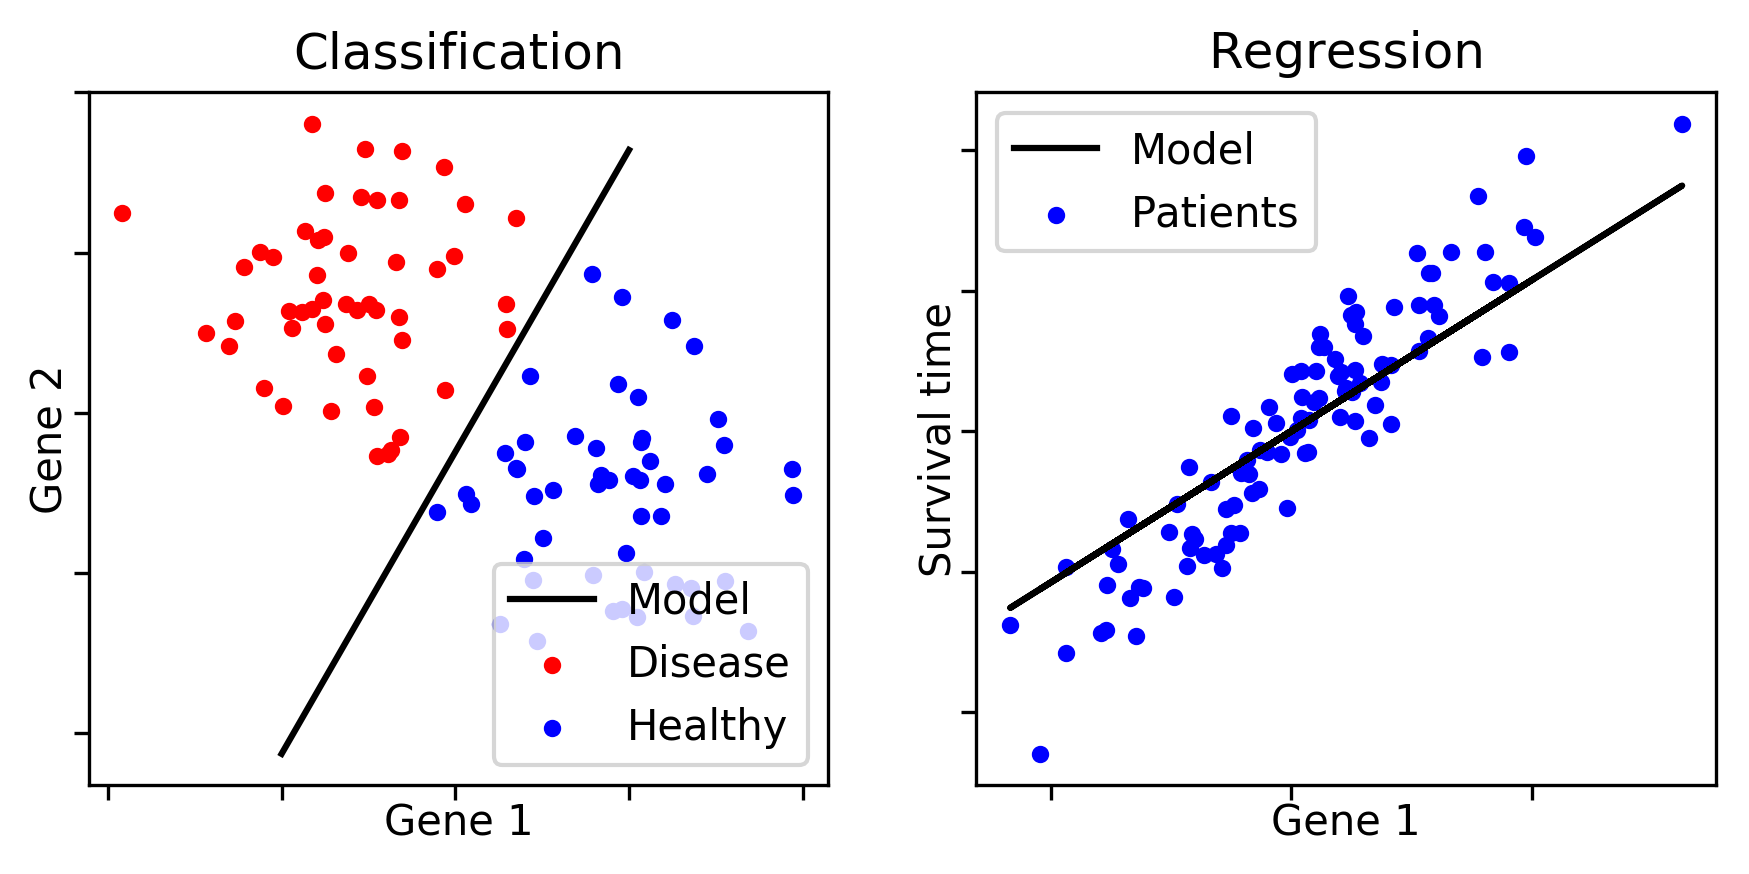 Classification
Gene 2
Model
Disease
Healthy
Gene 1
Regression
Model
Patients
Survival time
Gene 1